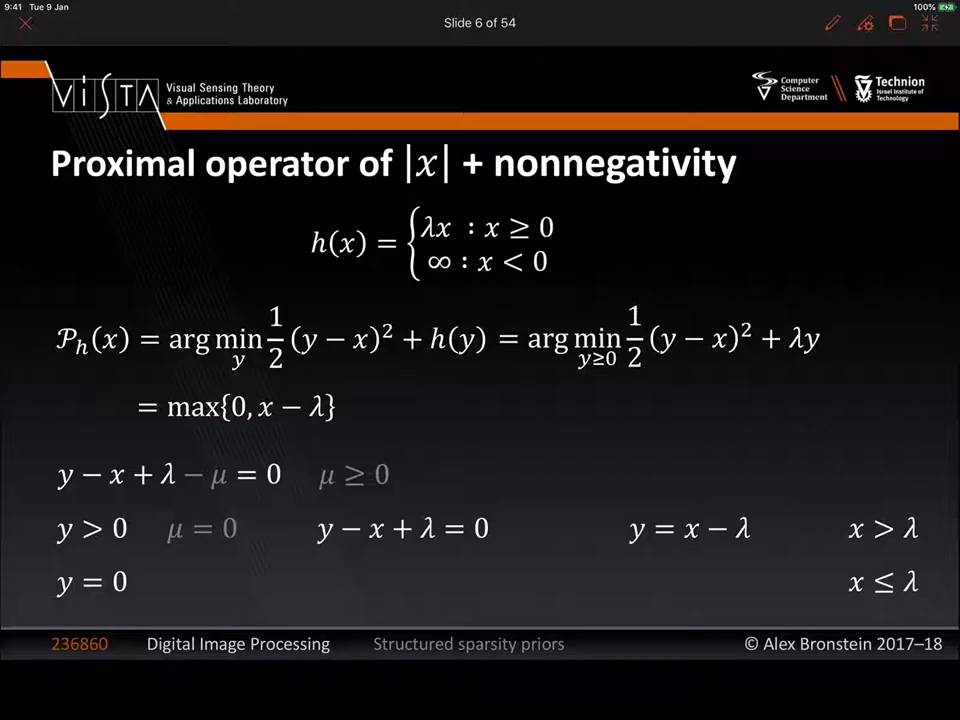 9:41 Tue 9 Jan 100%
Slide 6 of 54
VISTA Visual Sensing Theory & Applications Laboratory
Computer Science Department
Technion Israel Institute of Technology
Proximal operator of |x| + nonnegativity
h(x) = { λx : x ≥ 0
∞ : x < 0
𝒫ₕ(x) = arg min_y 1/2 (y − x)² + h(y) = arg min_{y≥0} 1/2 (y − x)² + λy
= max{0, x − λ}
y − x + λ − μ = 0 μ ≥ 0
y > 0 μ = 0 y − x + λ = 0 y = x − λ x > λ
y = 0 x ≤ λ
236860 Digital Image Processing Structured sparsity priors © Alex Bronstein 2017–18